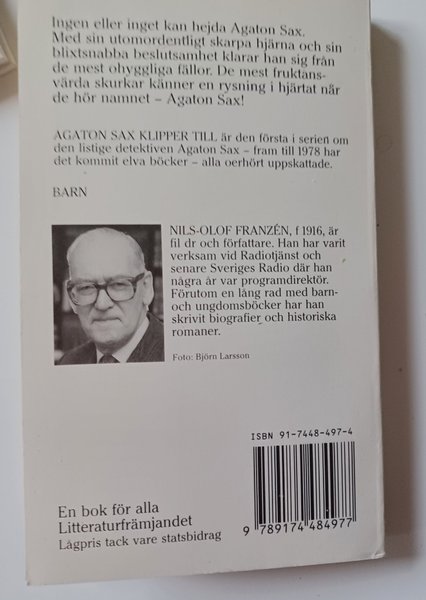 Ingen eller inget kan hejda Agaton Sax.
Med sin utomordentligt skarpa hjärna och sin
blixtsnabba beslutsamhet klarar han sig från
de mest ohyggliga fällor. De mest fruktans-
värda skurkar känner en rysning i hjärtat när
de hör namnet – Agaton Sax!
AGATON SAX KLIPPER TILL är den första i serien om
den listige detektiven Agaton Sax – fram till 1978 har
det kommit elva böcker – alla oerhört uppskattade.
BARN
NILS-OLOF FRANZÉN, f 1916, är
fil dr och författare. Han har varit
verksam vid Radiotjänst och
senare Sveriges Radio där han
några år var programdirektör.
Förutom en lång rad med barn-
och ungdomsböcker har han
skrivit biografier och historiska
romaner.
Foto: Björn Larsson
ISBN 91-7448-497-4
9 789174 484977
En bok för alla
Litteraturfrämjandet
Lågpris tack vare statsbidrag